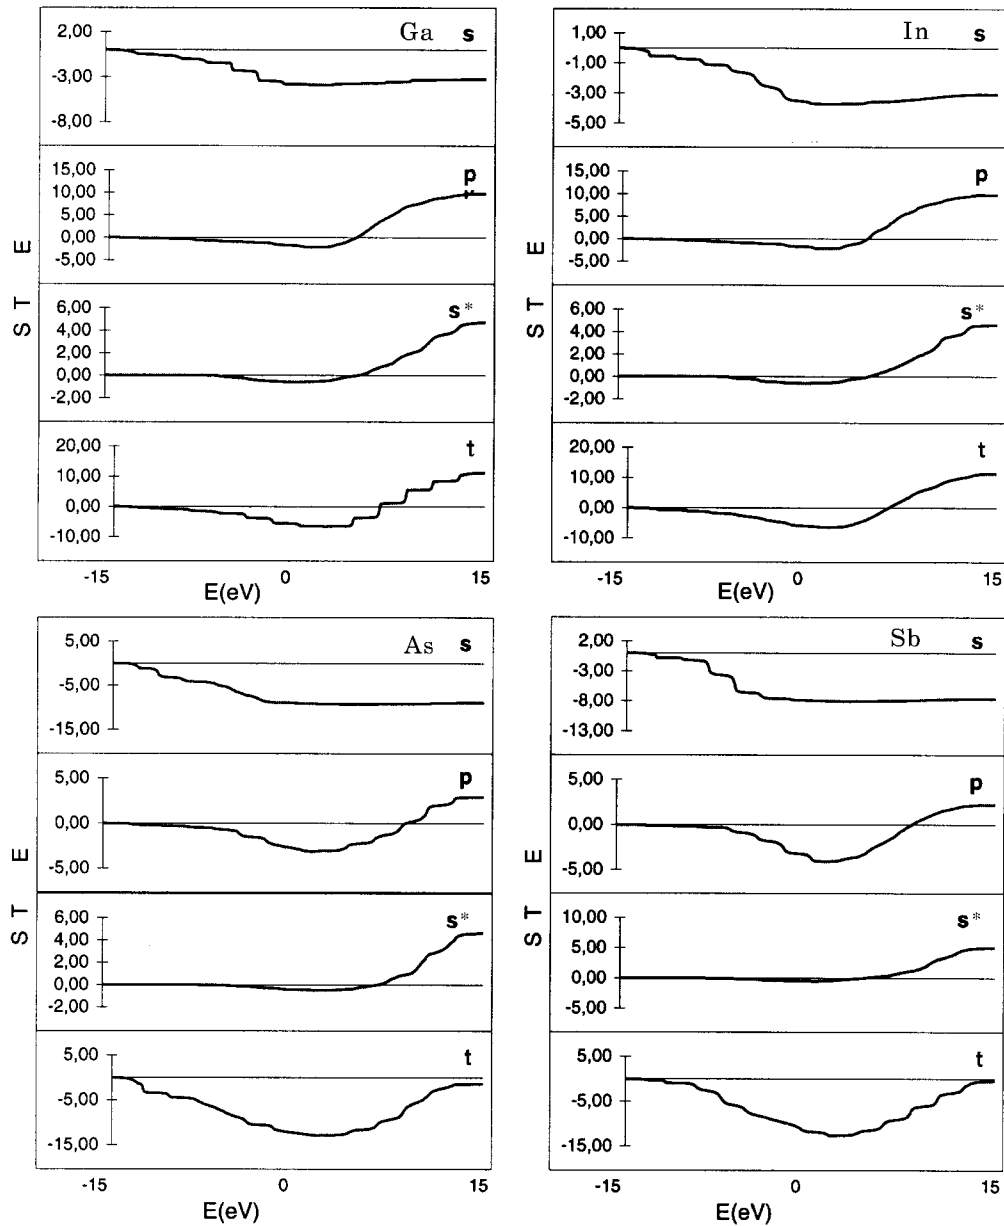 Ga s
2,00
-3,00
-8,00
p
15,00
10,00
5,00
0,00
-5,00
s*
6,00
4,00
2,00
0,00
-2,00
t
20,00
10,00
0,00
-10,00
-15 0 15
E(eV)
S T E
In s
1,00
-1,00
-3,00
-5,00
p
15,00
10,00
5,00
0,00
-5,00
s*
6,00
4,00
2,00
0,00
-2,00
t
20,00
10,00
0,00
-10,00
-15 0 15
E(eV)
S T E
As s
5,00
-5,00
-15,00
p
5,00
0,00
-5,00
s*
6,00
4,00
2,00
0,00
-2,00
t
5,00
-5,00
-15,00
-15 0 15
E(eV)
S T E
Sb s
2,00
-3,00
-8,00
-13,00
p
5,00
0,00
-5,00
s*
10,00
5,00
0,00
-5,00
t
5,00
-5,00
-15,00
-15 0 15
E(eV)
S T E